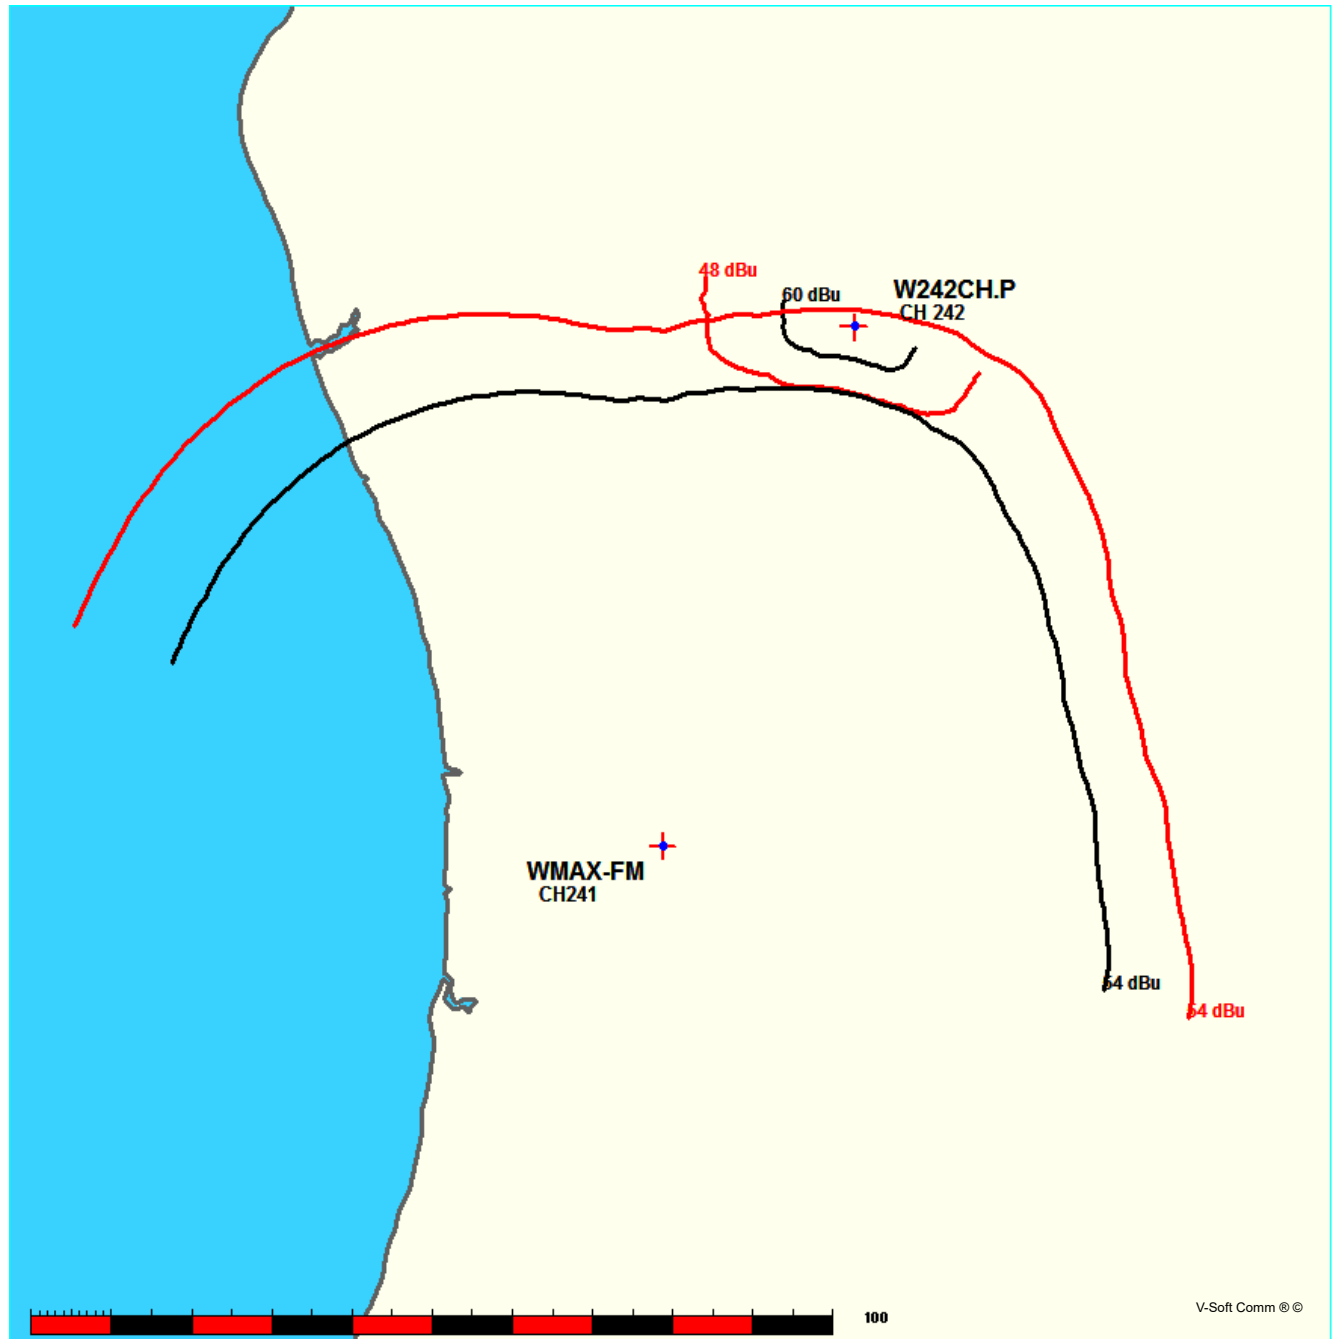 48 dBu
60 dBu
W242CH.P
CH 242
WMAX-FM
CH241
54 dBu
54 dBu
100
V-Soft Comm ® ©